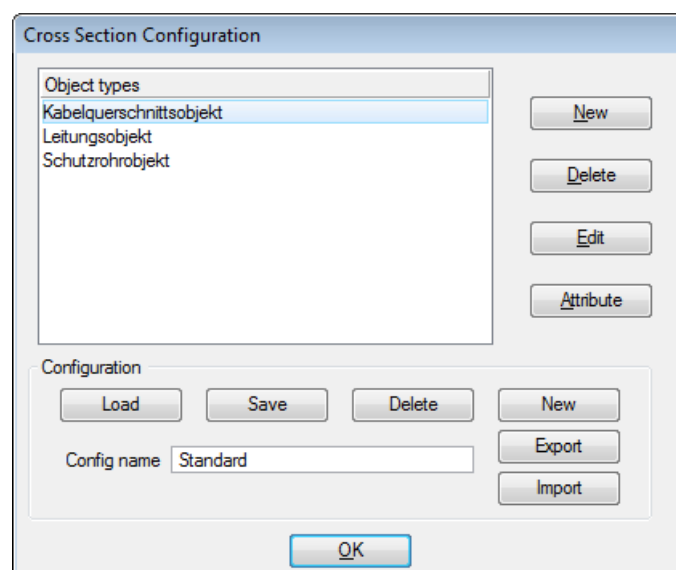 Cross Section Configuration
Object types
Kabelquerschnittsobjekt
Leitungsobjekt
Schutzrohrobjekt
New
Delete
Edit
Attribute
Configuration
Load Save Delete New
Config name Standard
Export
Import
OK